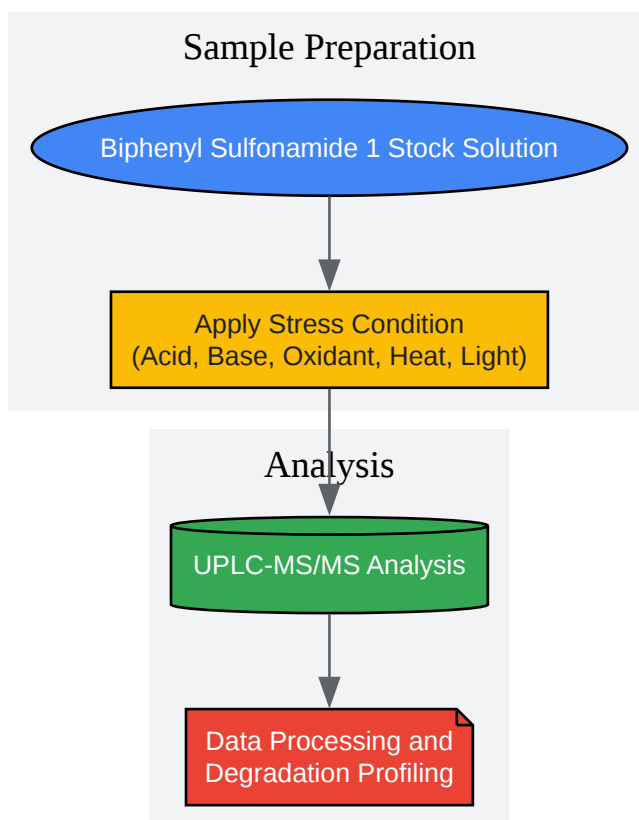 Sample Preparation
Biphenyl Sulfonamide 1 Stock Solution
Apply Stress Condition
(Acid, Base, Oxidant, Heat, Light)
Analysis
UPLC-MS/MS Analysis
Data Processing and
Degradation Profiling